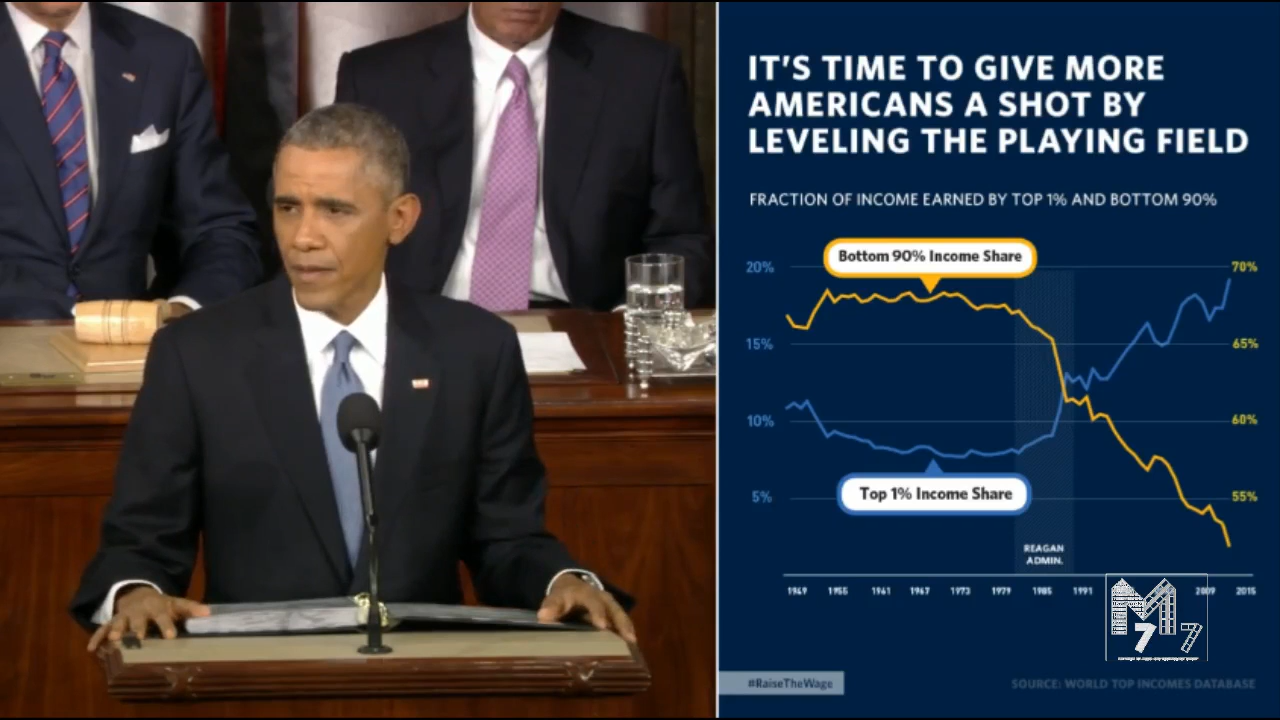 IT'S TIME TO GIVE MORE
AMERICANS A SHOT BY
LEVELING THE PLAYING FIELD
FRACTION OF INCOME EARNED BY TOP 1% AND BOTTOM 90%
Bottom 90% Income Share
20% 70%
15% 65%
10% 60%
5% 55%
Top 1% Income Share
REAGAN
ADMIN.
1949 1955 1961 1967 1973 1979 1985 1991 2009 2015
M
7 7
#RaiseTheWage
SOURCE: WORLD TOP INCOMES DATABASE